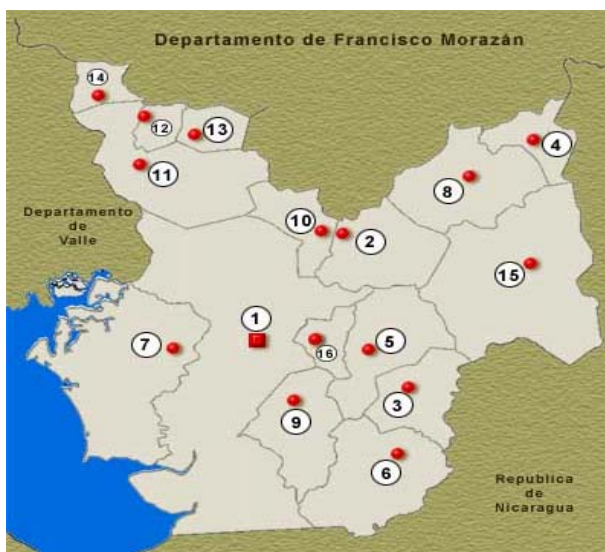 Departamento de Francisco Morazán
14
12
13
4
11
8
Departamento
de
Valle
10
2
15
1
7
16
5
3
9
6
Republica
de
Nicaragua